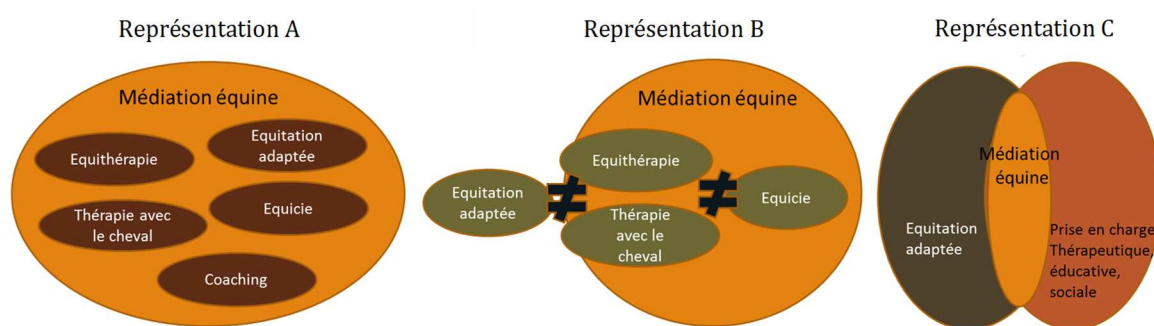 Représentation A
Médiation équine
Equithérapie
Equitation
adaptée
Thérapie avec
le cheval
Equicie
Coaching
Représentation B
Médiation équine
Equithérapie
Equitation
adaptée
≠
≠
Equicie
Thérapie
avec le
cheval
Représentation C
Médiation
équine
Equitation
adaptée
Prise en charge
Thérapeutique,
éducative,
sociale